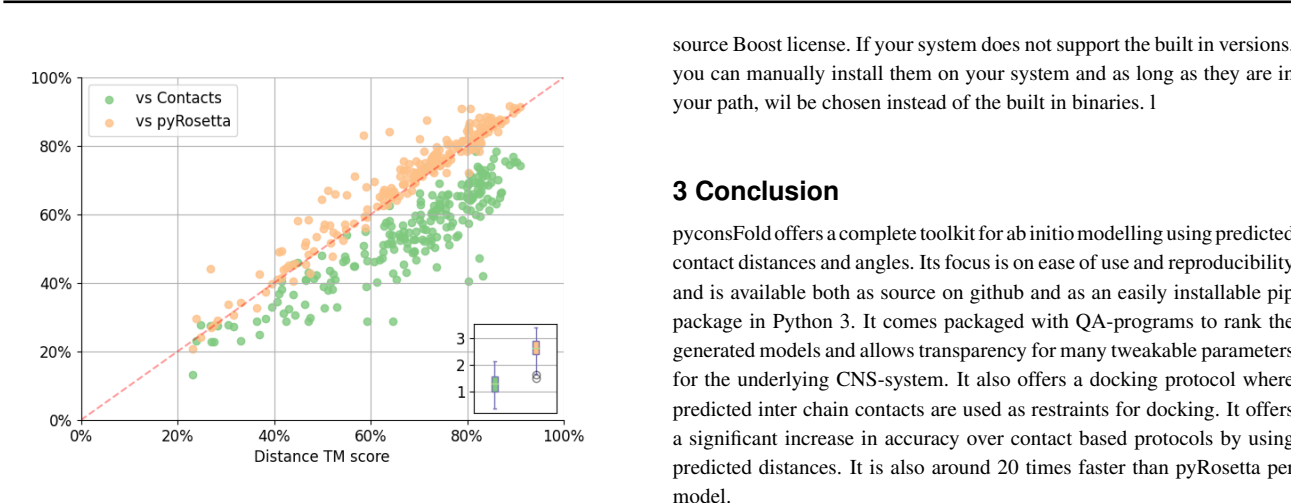 100%
80%
60%
40%
20%
0%
vs Contacts
vs pyRosetta
3
2
1
0%
20%
40%
60%
80%
100%
Distance TM score
source Boost license. If your system does not support the built in versions,
you can manually install them on your system and as long as they are in
your path, wil be chosen instead of the built in binaries. l
3 Conclusion
pyconsFold offers a complete toolkit for ab initio modelling using predicted
contact distances and angles. Its focus is on ease of use and reproducibility
and is available both as source on github and as an easily installable pip
package in Python 3. It comes packaged with QA-programs to rank the
generated models and allows transparency for many tweakable parameters
for the underlying CNS-system. It also offers a docking protocol where
predicted inter chain contacts are used as restraints for docking. It offers
a significant increase in accuracy over contact based protocols by using
predicted distances. It is also around 20 times faster than pyRosetta per
model.